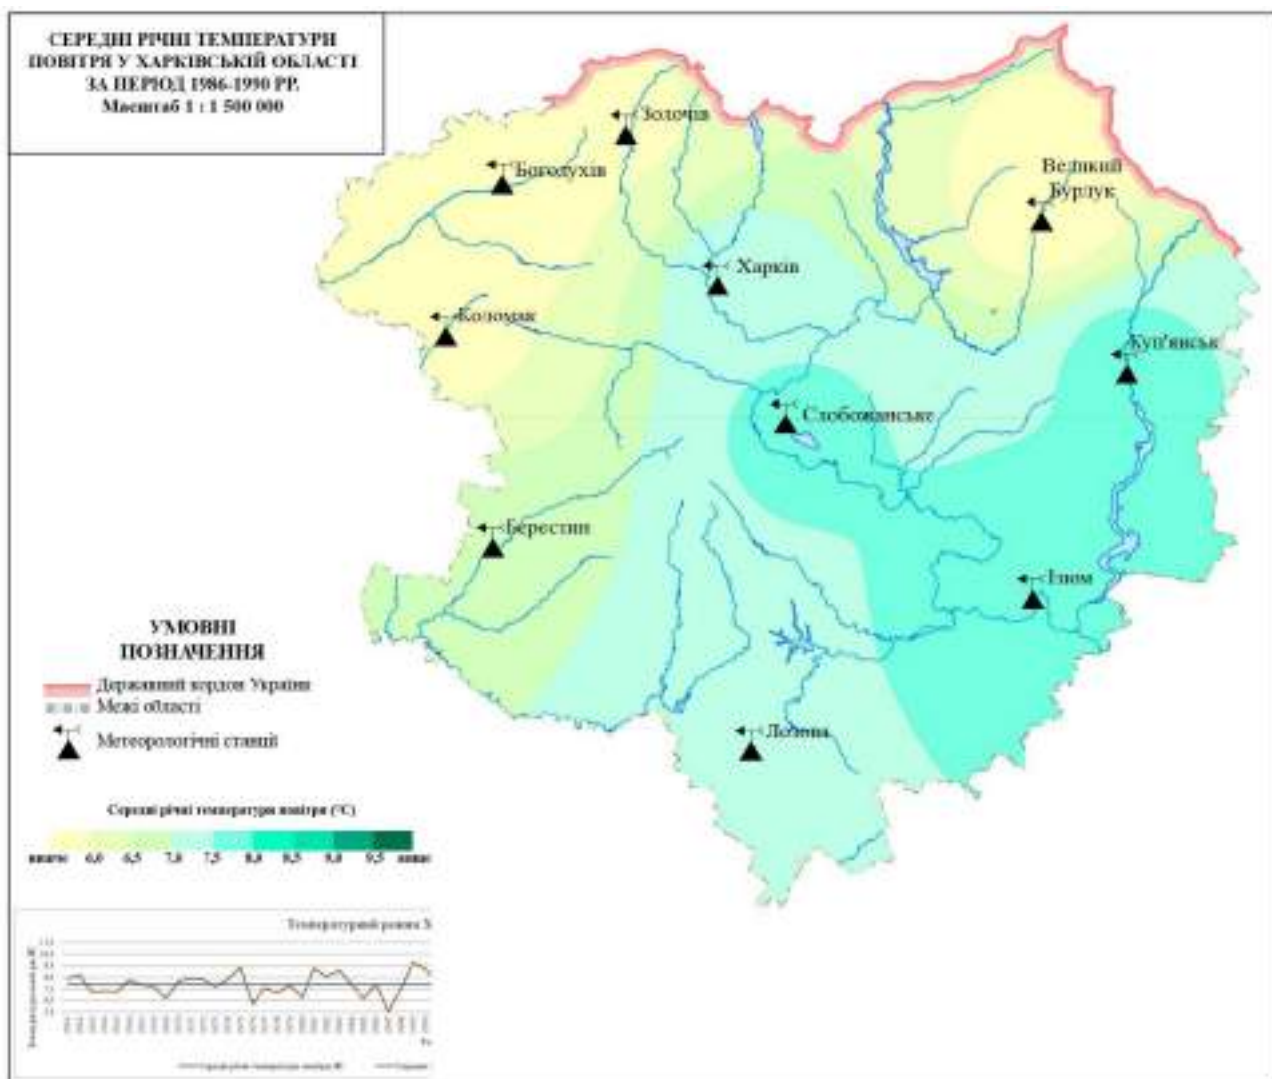 СЕРЕДНІ РІЧНІ ТЕМПЕРАТУРИ
ПОВІТРЯ У ХАРКІВСЬКІЙ ОБЛАСТІ
ЗА ПЕРІОД 1986-1990 РР.
Масштаб 1 : 1 500 000
Золочів
Богодухів
Великий
Бурлук
Харків
Коломак
Куп'янськ
Слобожанське
Берестин
Ізюм
Лозова
УМОВНІ
ПОЗНАЧЕННЯ
Державний кордон України
Межі області
Метеорологічні станції
Середні річні температури повітря (°C)
нижче 6,0 6,5 7,0 7,5 8,0 8,5 9,0 9,5 вище
Температурний режим